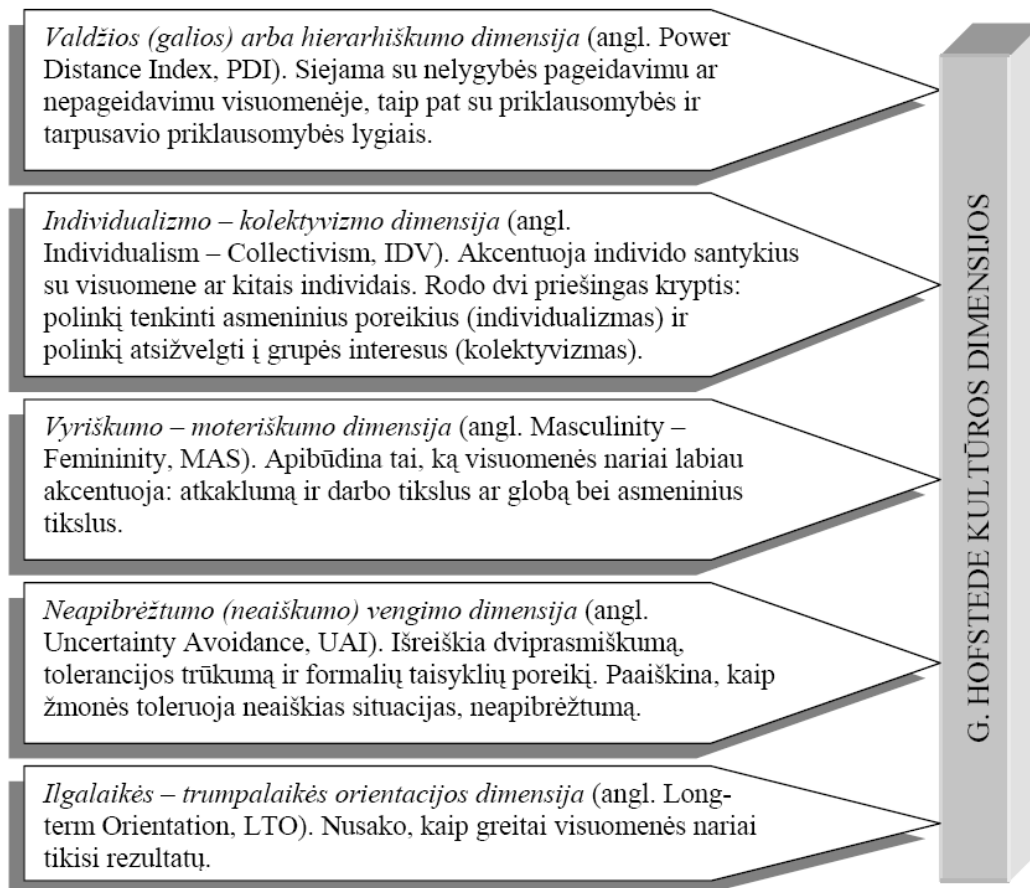 Valdžios (galios) arba hierarhiškumo dimensija (angl. Power
Distance Index, PDI). Siejama su nelygybės pageidavimu ar
nepageidavimu visuomenėje, taip pat su priklausomybės ir
tarpusavio priklausomybės lygiais.
Individualizmo – kolektyvizmo dimensija (angl.
Individualism – Collectivism, IDV). Akcentuoja individo santykius
su visuomene ar kitais individais. Rodo dvi priešingas kryptis:
polinkį tenkinti asmeninius poreikius (individualizmas) ir
polinkį atsižvelgti į grupės interesus (kolektyvizmas).
Vyriškumo – moteriškumo dimensija (angl. Masculinity –
Femininity, MAS). Apibūdina tai, ką visuomenės nariai labiau
akcentuoja: atkaklumą ir darbo tikslus ar globą bei asmeninius
tikslus.
Neapibrėžtumo (neaiškumo) vengimo dimensija (angl.
Uncertainty Avoidance, UAI). Išreiškia dviprasmiškumą,
tolerancijos trūkumą ir formalių taisyklių poreikį. Paaiškina, kaip
žmonės toleruoja neaiškias situacijas, neapibrėžtumą.
Ilgalaikės – trumpalaikės orientacijos dimensija (angl. Long-
term Orientation, LTO). Nusako, kaip greitai visuomenės nariai
tikisi rezultatų.
G. HOFSTEDE KULTŪROS DIMENSIJOS